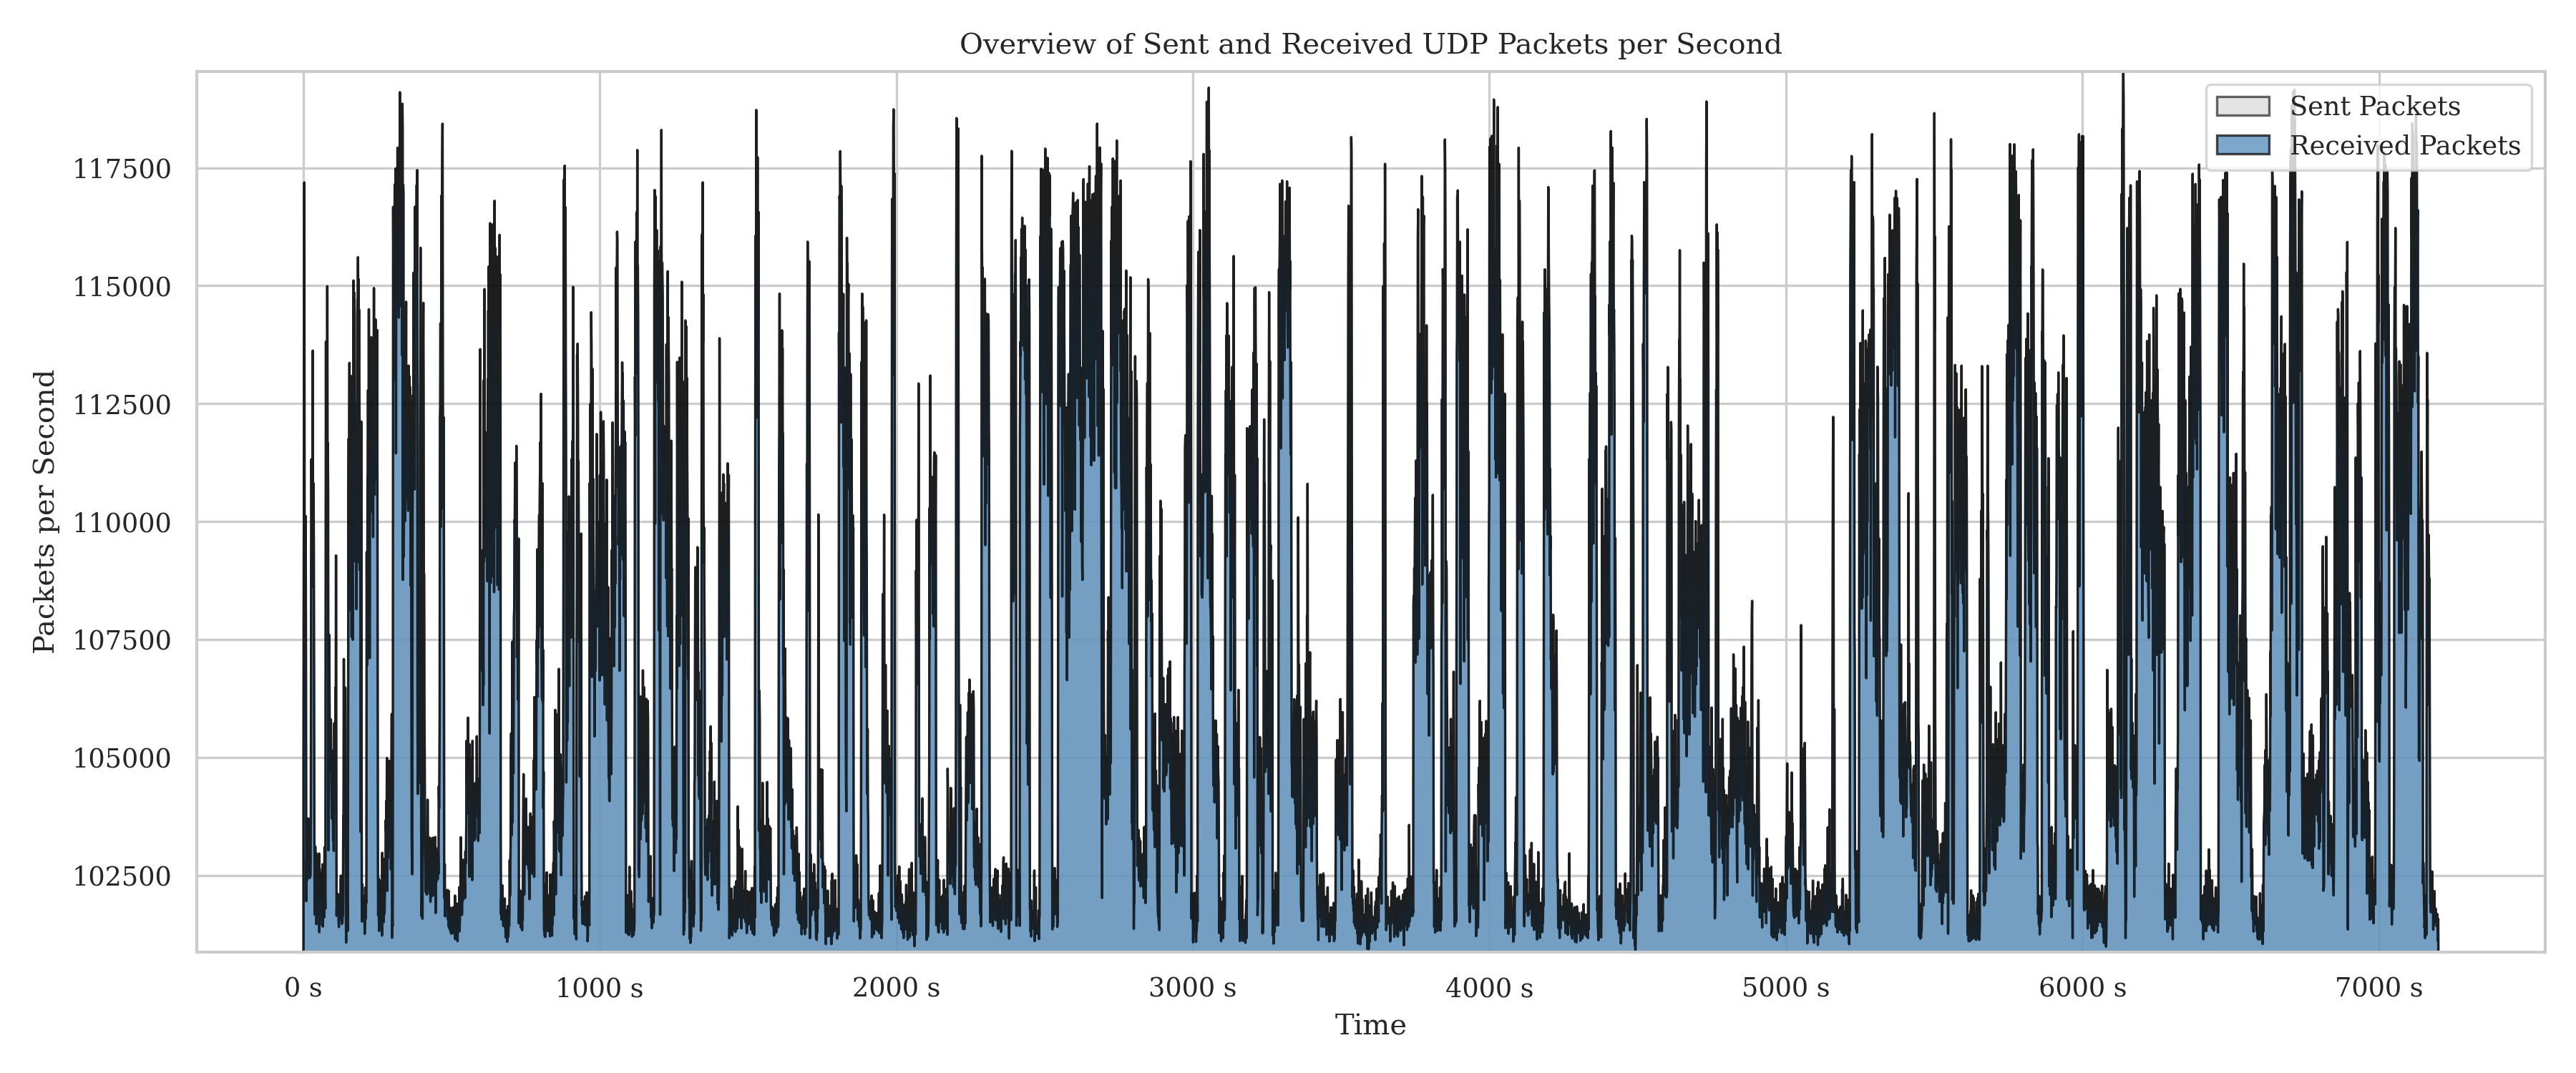 Overview of Sent and Received UDP Packets per Second
Sent Packets
Received Packets
Packets per Second
117500
115000
112500
110000
107500
105000
102500
0 s
1000 s
2000 s
3000 s
4000 s
5000 s
6000 s
7000 s
Time